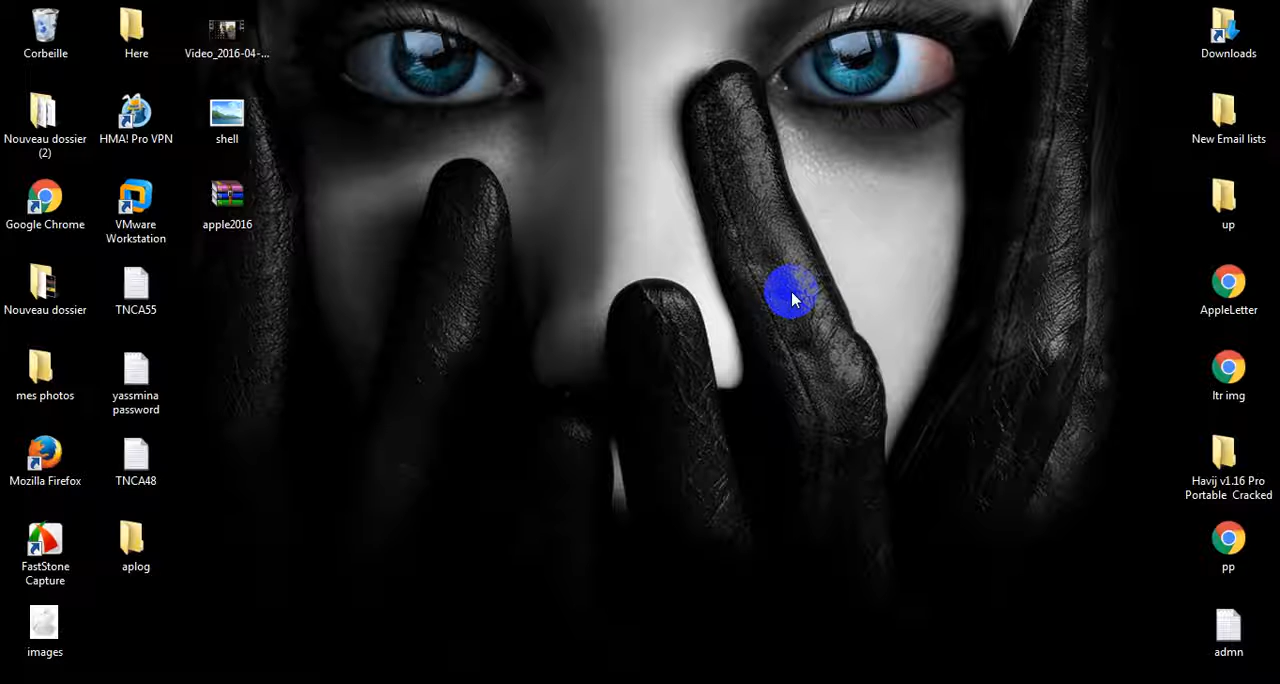 Corbeille
Here
Video_2016-04-...
Downloads
Nouveau dossier
(2)
HMA! Pro VPN
shell
New Email lists
Google Chrome
VMware
Workstation
apple2016
up
Nouveau dossier
TNCA55
AppleLetter
mes photos
yassmina
password
ltr img
Mozilla Firefox
TNCA48
Havij v1.16 Pro
Portable Cracked
FastStone
Capture
aplog
pp
images
admn